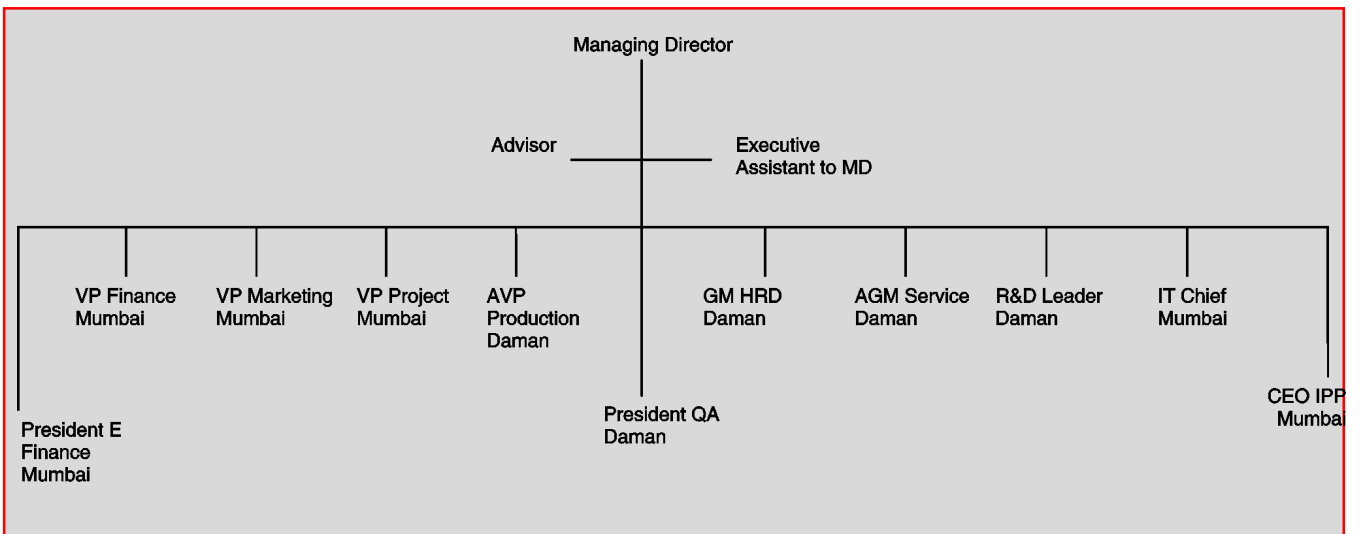 Managing Director
Advisor
Executive
Assistant to MD
VP Finance
Mumbai
VP Marketing
Mumbai
VP Project
Mumbai
AVP
Production
Daman
GM HRD
Daman
AGM Service
Daman
R&D Leader
Daman
IT Chief
Mumbai
President E
Finance
Mumbai
President QA
Daman
CEO IPP
Mumbai